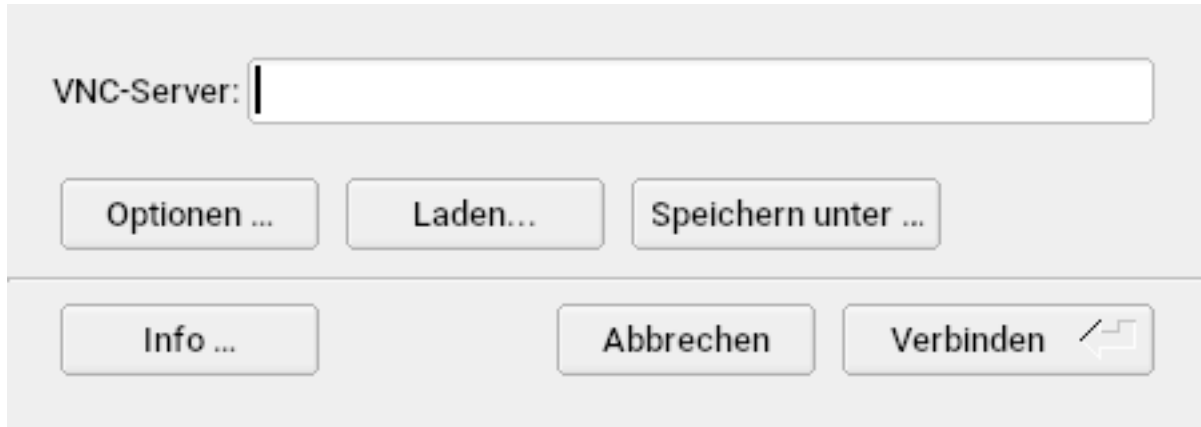 VNC-Server:
Optionen ... Laden... Speichern unter ...
Info ... Abbrechen Verbinden